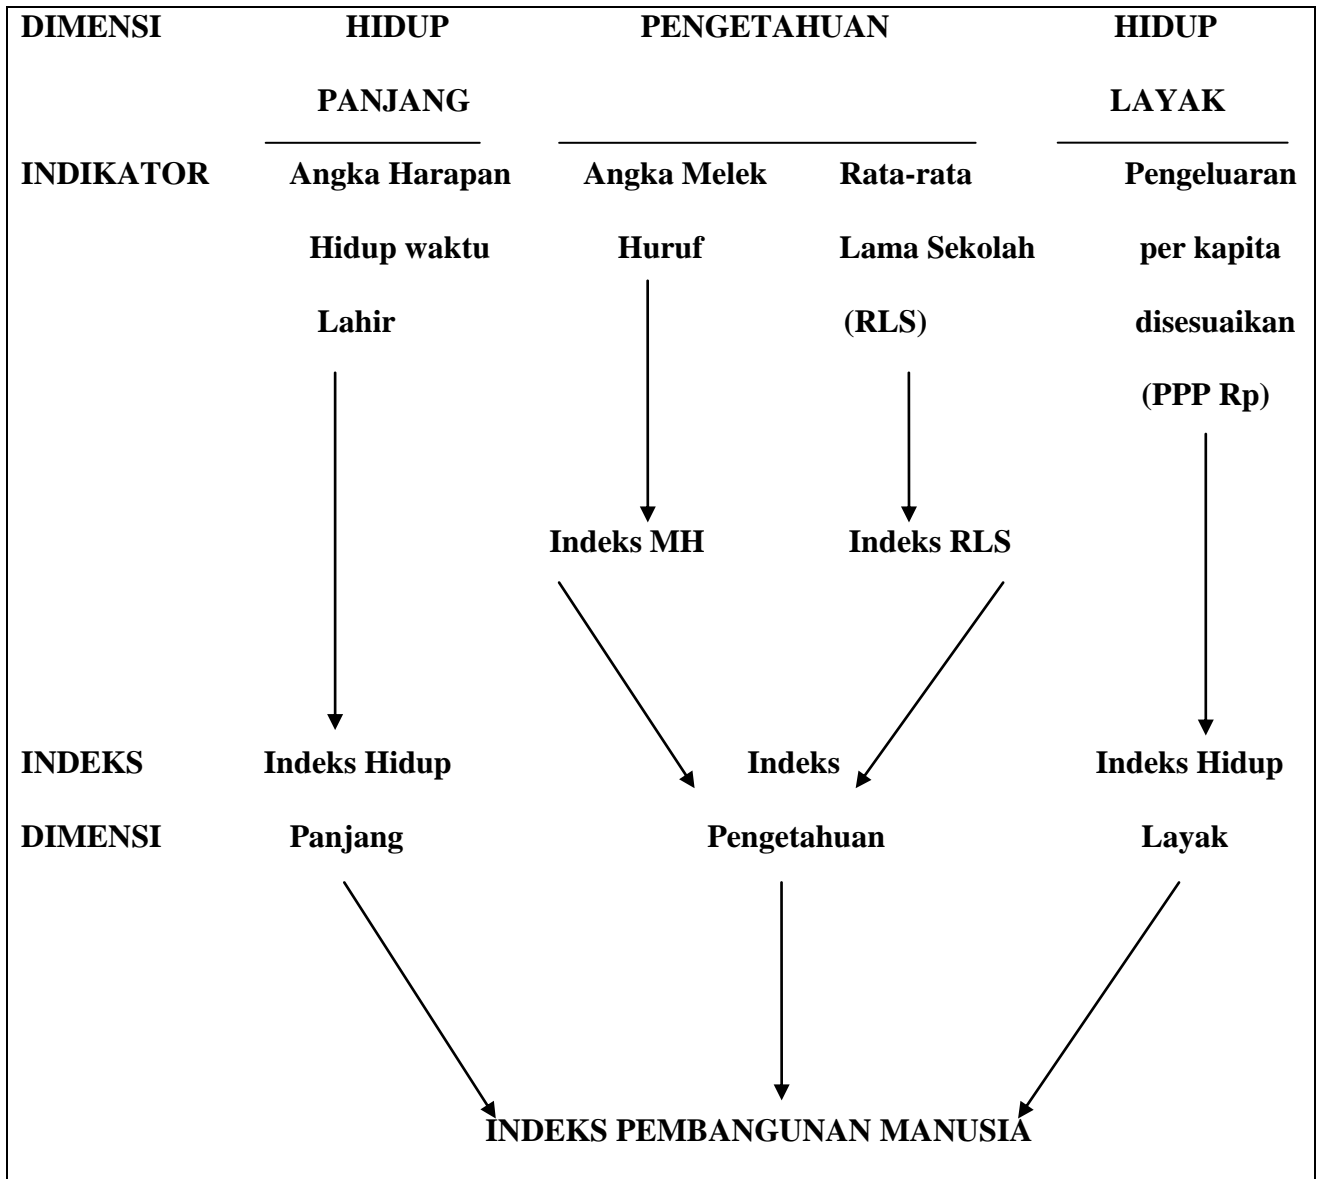 DIMENSI HIDUP PENGETAHUAN HIDUP
PANJANG LAYAK
INDIKATOR Angka Harapan Angka Melek Rata-rata Pengeluaran
Hidup waktu Huruf Lama Sekolah per kapita
Lahir (RLS) disesuaikan
(PPP Rp)
Indeks MH Indeks RLS
INDEKS Indeks Hidup Indeks Indeks Hidup
DIMENSI Panjang Pengetahuan Layak
INDEKS PEMBANGUNAN MANUSIA